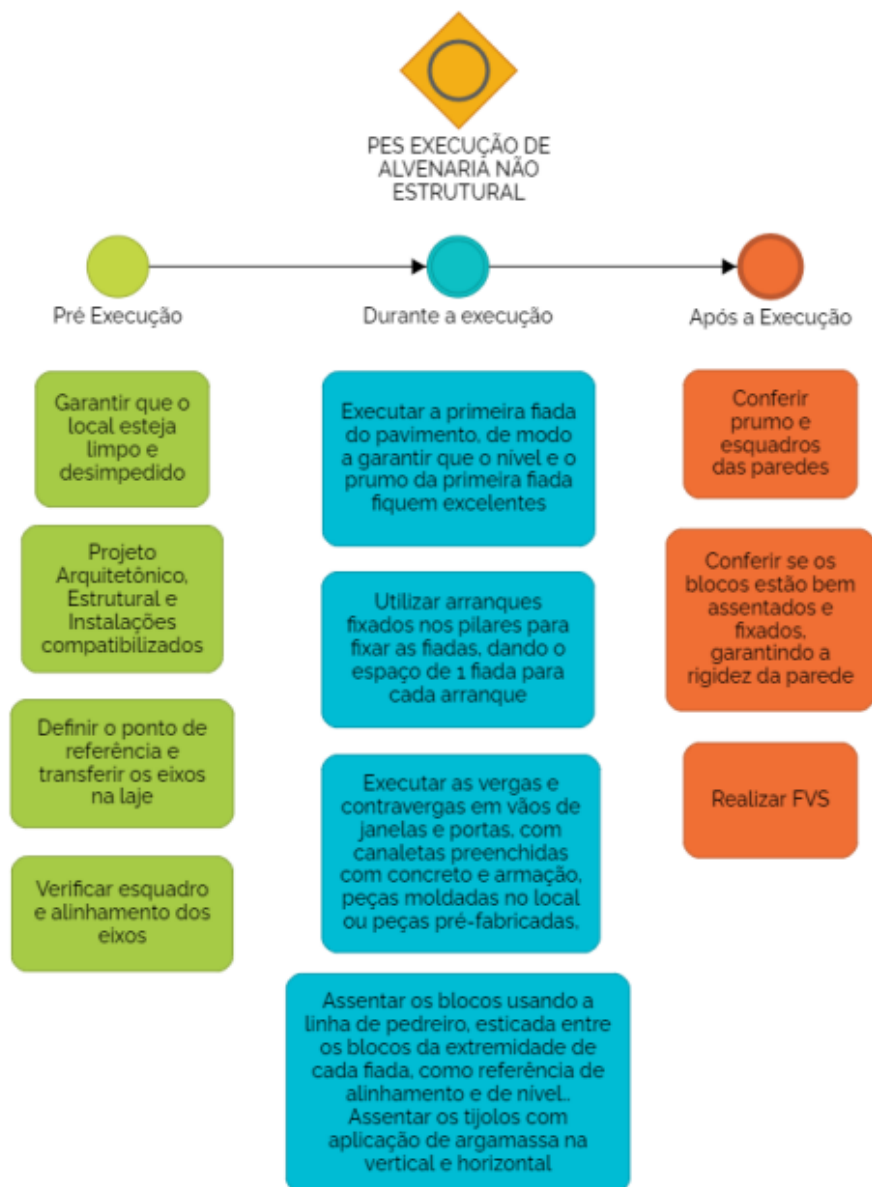 PES EXECUÇÃO DE
ALVENARIA NÃO
ESTRUTURAL
Pré Execução
Durante a execução
Após a Execução
Garantir que o
local esteja
limpo e
desimpedido
Projeto
Arquitetônico,
Estrutural e
Instalações
compatibilizados
Definir o ponto de
referência e
transferir os eixos
na laje
Verificar esquadro
e alinhamento dos
eixos
Executar a primeira fiada
do pavimento, de modo
a garantir que o nível e o
prumo da primeira fiada
fiquem excelentes
Utilizar arranques
fixados nos pilares para
fixar as fiadas, dando o
espaço de 1 fiada para
cada arranque
Executar as vergas e
contravergas em vãos de
janelas e portas, com
canaletas preenchidas
com concreto e armação,
peças moldadas no local
ou peças pré-fabricadas,
Assentar os blocos usando a
linha de pedreiro, esticada entre
os blocos da extremidade de
cada fiada, como referência de
alinhamento e de nível..
Assentar os tijolos com
aplicação de argamassa na
vertical e horizontal
Conferir
prumo e
esquadros
das paredes
Conferir se os
blocos estão bem
assentados e
fixados,
garantindo a
rigidez da parede
Realizar FVS